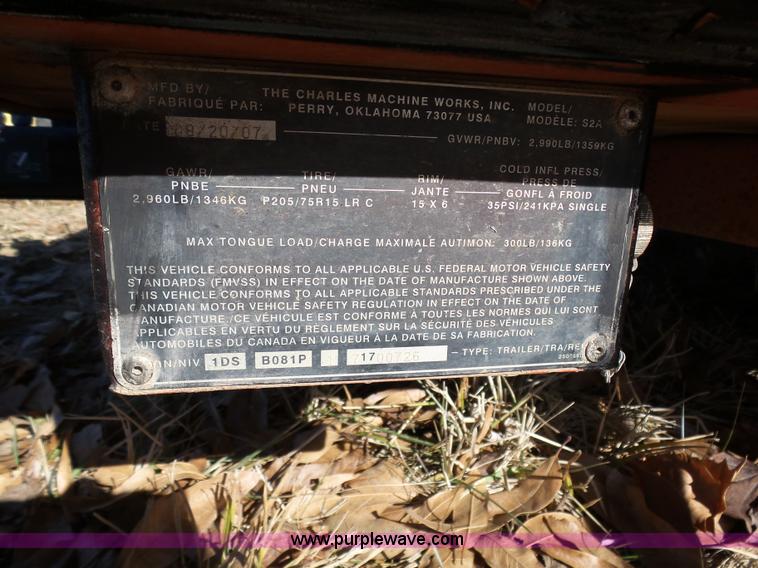 MFD BY/ THE CHARLES MACHINE WORKS, INC. MODEL/
FABRIQUÉ PAR: PERRY, OKLAHOMA 73077 USA MODÈLE: S2A
DATE 08/20/07 GVWR/PNBV: 2,990LB/1359KG
GAWR/ TIRE/ RIM/ COLD INFL PRESS/
PNBE PNEU JANTE PRESS DE
GONFL À FROID
2,960LB/1346KG P205/75R15 LR C 15 X 6 35PSI/241KPA SINGLE
MAX TONGUE LOAD/CHARGE MAXIMALE AUTIMON: 300LB/136KG
THIS VEHICLE CONFORMS TO ALL APPLICABLE U.S. FEDERAL MOTOR VEHICLE SAFETY
STANDARDS (FMVSS) IN EFFECT ON THE DATE OF MANUFACTURE SHOWN ABOVE.
THIS VEHICLE CONFORMS TO ALL APPLICABLE STANDARDS PRESCRIBED UNDER THE
CANADIAN MOTOR VEHICLE SAFETY REGULATION IN EFFECT ON THE DATE OF
MANUFACTURE./CE VÉHICULE EST CONFORME À TOUTES LES NORMES QUI LUI SONT
APPLICABLES EN VERTU DU RÈGLEMENT SUR LA SÉCURITÉ DES VÉHICULES
AUTOMOBILES DU CANADA EN VIGUEUR À LA DATE DE SA FABRICATION.
VIN/NIV 1DS B081P 71700726 TYPE: TRAILER/TRA/REM
www.purplewave.com